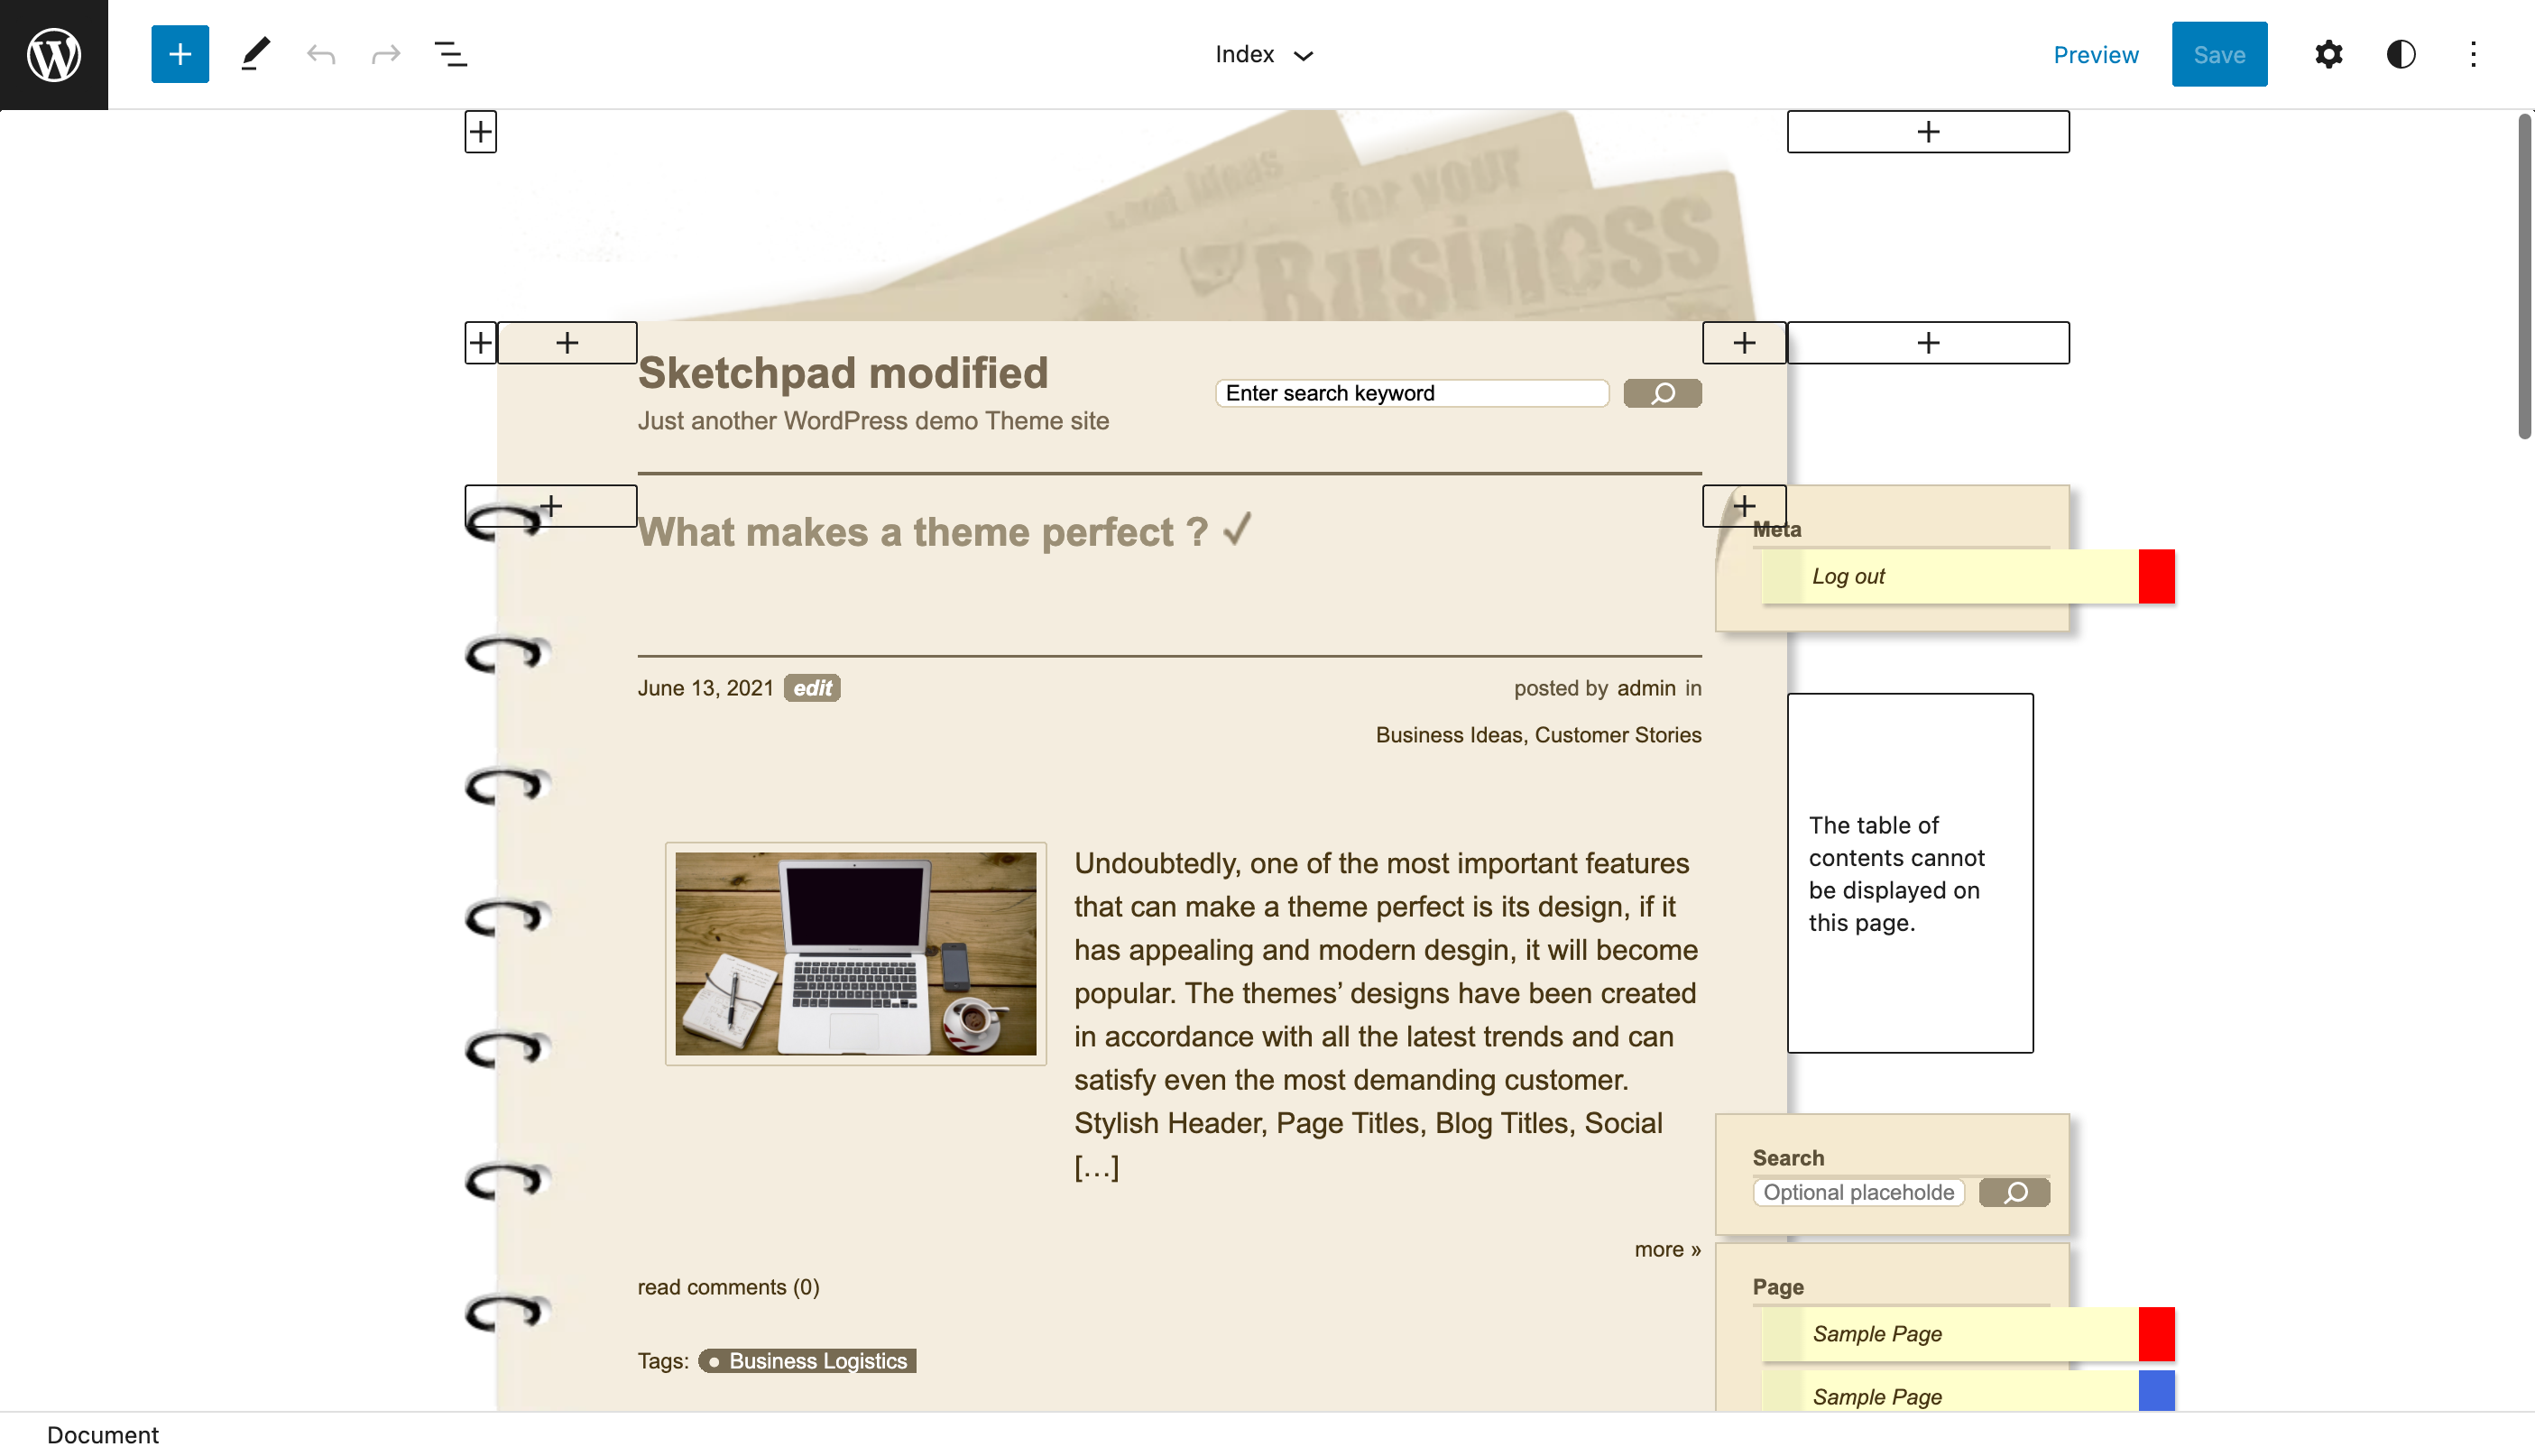 Index
Preview
Save
and Ideas
for your
Business
Sketchpad modified
Enter search keyword
Just another WordPress demo Theme site
What makes a theme perfect ?
Meta
Log out
June 13, 2021 edit
posted by admin in
Business Ideas, Customer Stories
The table of
contents cannot
be displayed on
this page.
Undoubtedly, one of the most important features
that can make a theme perfect is its design, if it
has appealing and modern desgin, it will become
popular. The themes’ designs have been created
in accordance with all the latest trends and can
satisfy even the most demanding customer.
Stylish Header, Page Titles, Blog Titles, Social
[…]
Search
Optional placeholde
more »
read comments (0)
Page
Sample Page
Tags: Business Logistics
Sample Page
Document